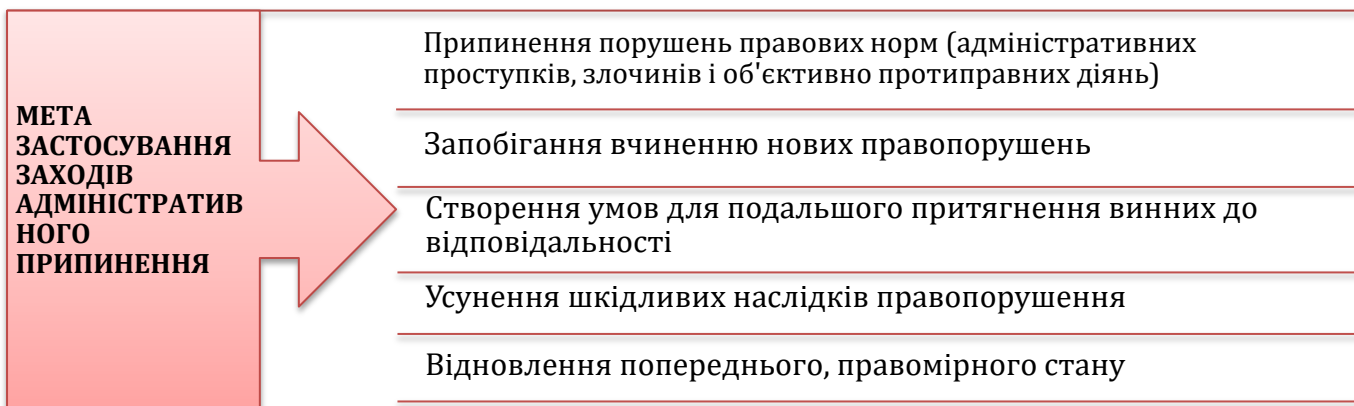 МЕТА
ЗАСТОСУВАННЯ
ЗАХОДІВ
АДМІНІСТРАТИВ
НОГО
ПРИПИНЕННЯ
Припинення порушень правових норм (адміністративних
проступків, злочинів і об'єктивно протиправних діянь)
Запобігання вчиненню нових правопорушень
Створення умов для подальшого притягнення винних до
відповідальності
Усунення шкідливих наслідків правопорушення
Відновлення попереднього, правомірного стану